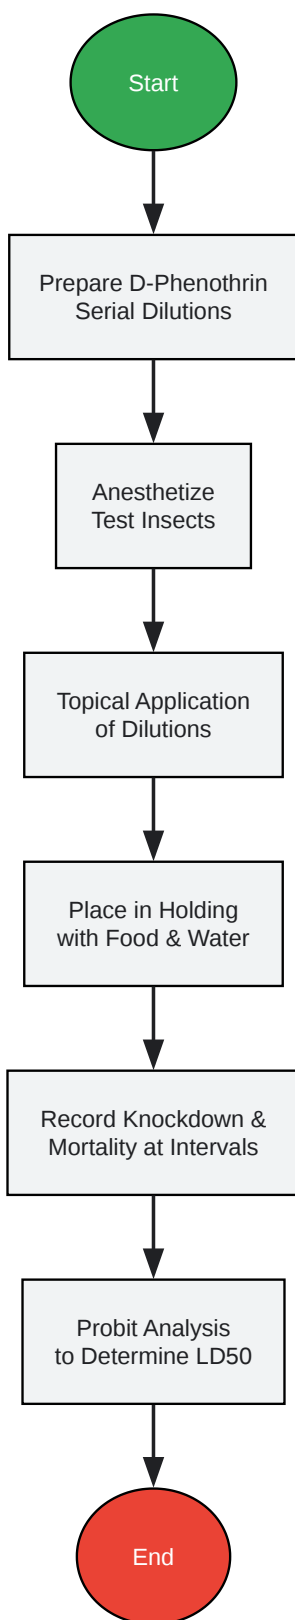 Start
Prepare D-Phenothrin
Serial Dilutions
Anesthetize
Test Insects
Topical Application
of Dilutions
Place in Holding
with Food & Water
Record Knockdown &
Mortality at Intervals
Probit Analysis
to Determine LD50
End